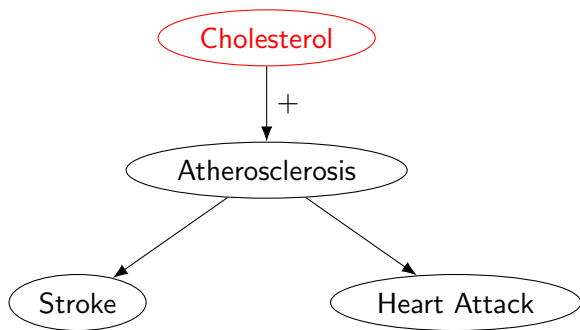 Cholesterol
+
Atherosclerosis
Stroke
Heart Attack